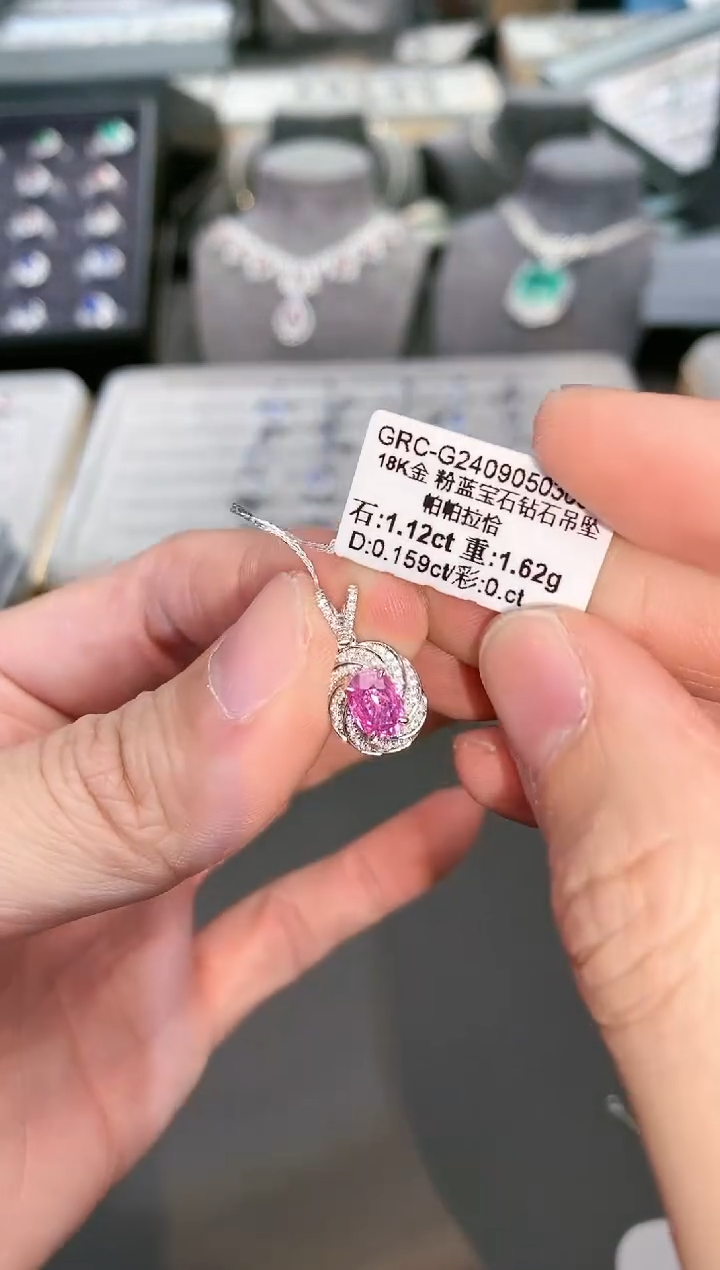 GRC-G24090503
18K金 粉蓝宝石钻石吊坠
帕帕拉恰
石:1.12ct 重:1.62g
D:0.159ct/彩:0.ct